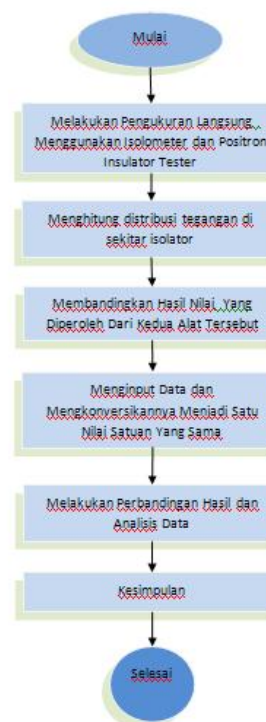 Mulai
Melakukan Pengukuran Langsung,
Menggunakan Isolometer dan Positron
Insulator Tester
Menghitung distribusi tegangan di
sekitar isolator
Membandingkan Hasil Nilai, Yang
Diperoleh Dari Kedua Alat Tersebut
Menginput Data dan
Mengkonversikannya Menjadi Satu
Nilai Satuan Yang Sama
Melakukan Perbandingan Hasil dan
Analisis Data
Kesimpulan
Selesai